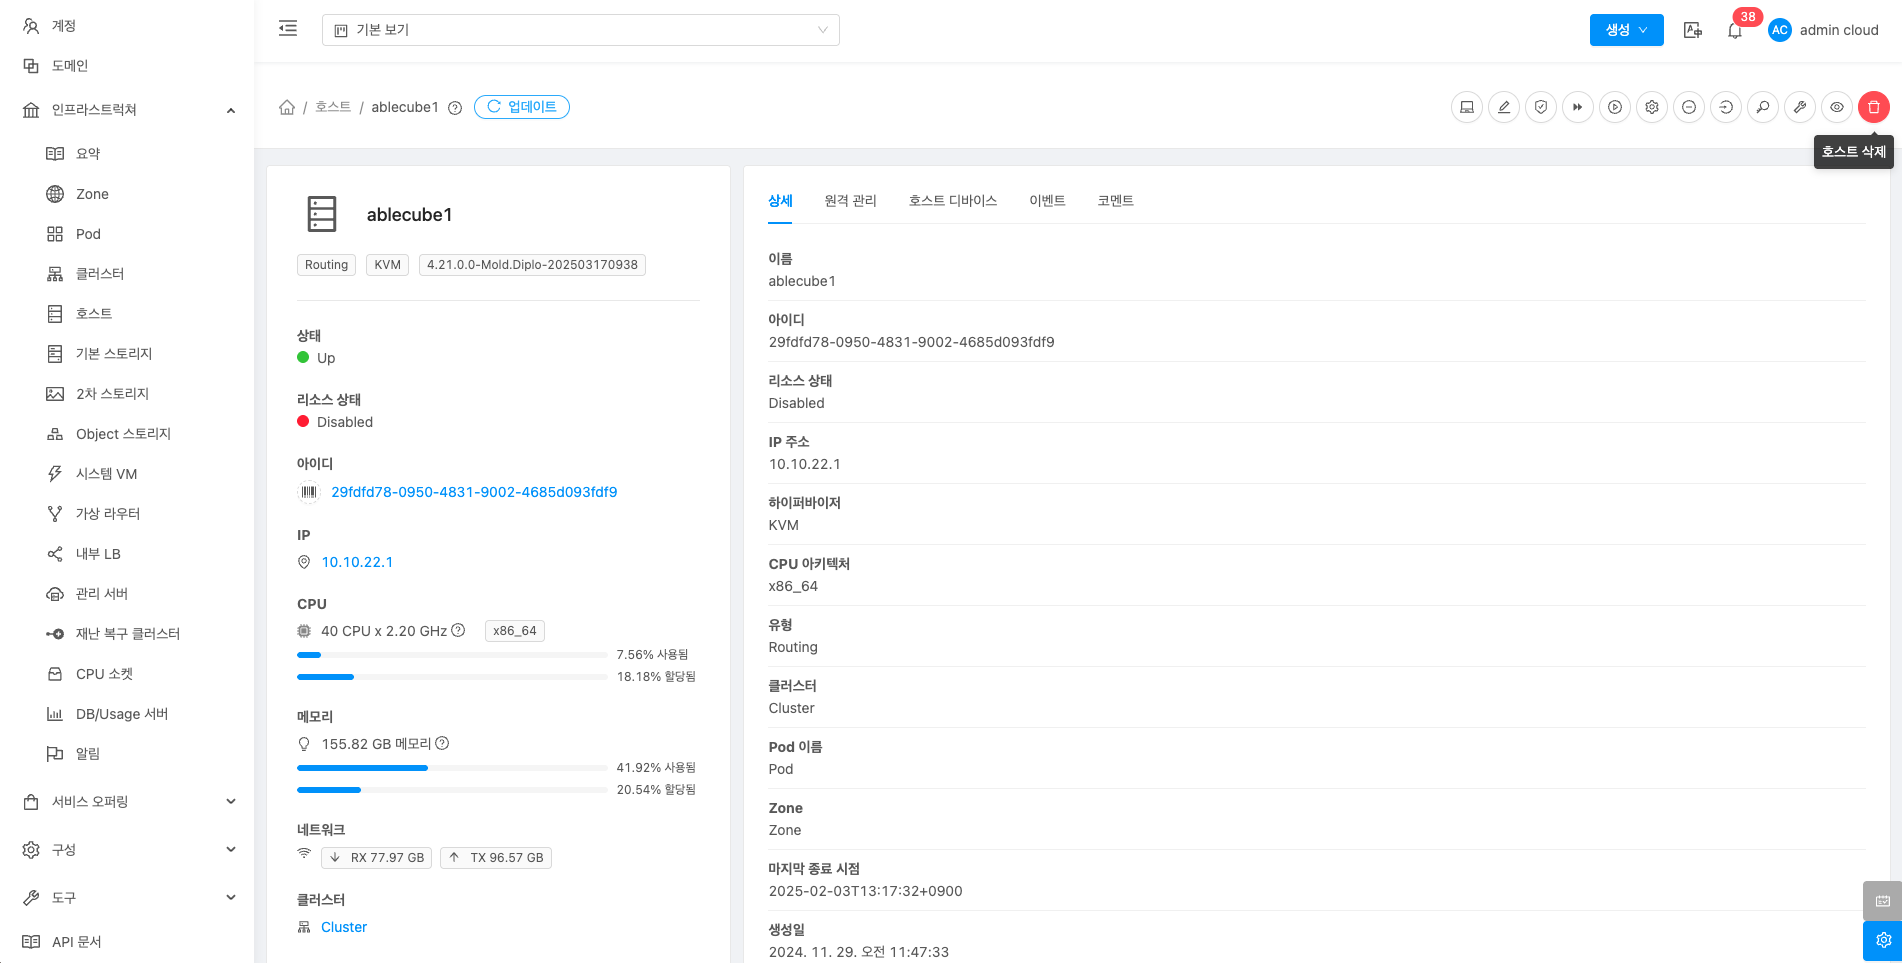 계정
도메인
인프라스트럭쳐
요약
Zone
Pod
클러스터
호스트
기본 스토리지
2차 스토리지
Object 스토리지
시스템 VM
가상 라우터
내부 LB
관리 서버
재난 복구 클러스터
CPU 소켓
DB/Usage 서버
알림
서비스 오퍼링
구성
도구
API 문서
기본 보기
생성
38
AC
admin cloud
/ 호스트 / ablecube1
업데이트
호스트 삭제
ablecube1
Routing
KVM
4.21.0.0-Mold.Diplo-202503170938
상태
Up
리소스 상태
Disabled
아이디
29fdfd78-0950-4831-9002-4685d093fdf9
IP
10.10.22.1
CPU
40 CPU x 2.20 GHz
x86_64
7.56% 사용됨
18.18% 할당됨
메모리
155.82 GB 메모리
41.92% 사용됨
20.54% 할당됨
네트워크
RX 77.97 GB
TX 96.57 GB
클러스터
Cluster
상세
원격 관리
호스트 디바이스
이벤트
코멘트
이름
ablecube1
아이디
29fdfd78-0950-4831-9002-4685d093fdf9
리소스 상태
Disabled
IP 주소
10.10.22.1
하이퍼바이저
KVM
CPU 아키텍처
x86_64
유형
Routing
클러스터
Cluster
Pod 이름
Pod
Zone
Zone
마지막 종료 시점
2025-02-03T13:17:32+0900
생성일
2024. 11. 29. 오전 11:47:33